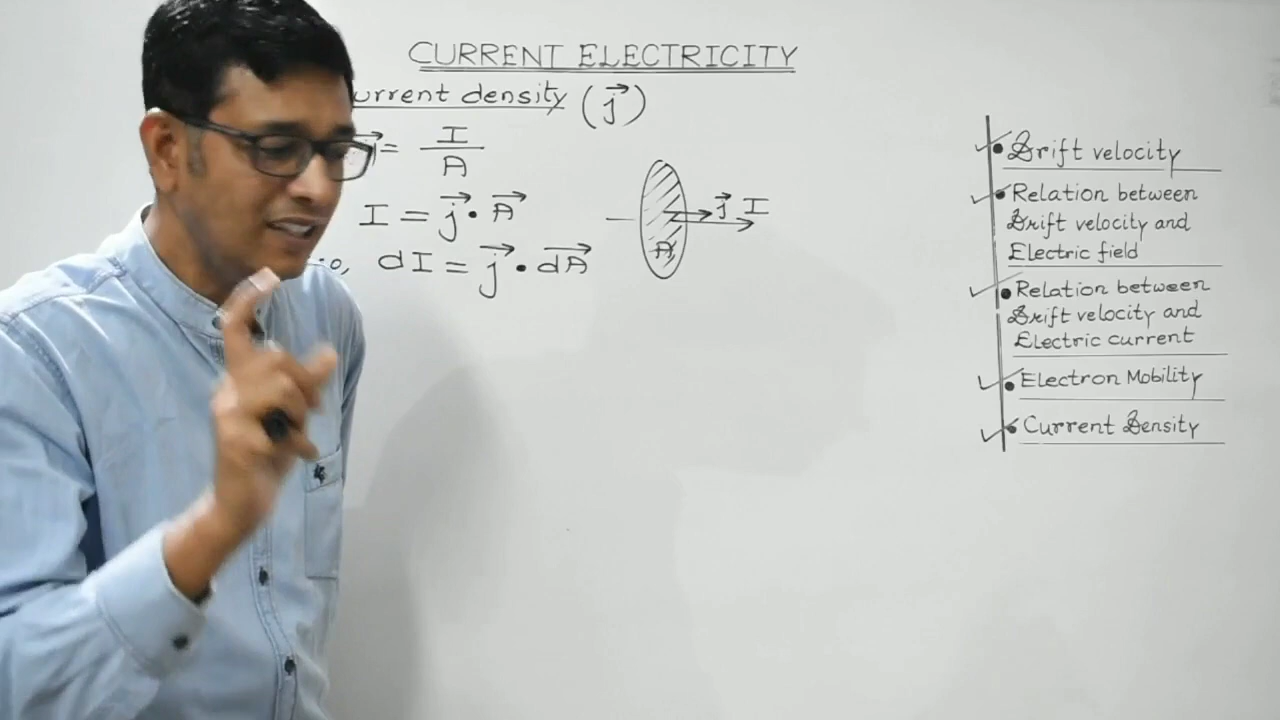 CURRENT ELECTRICITY
urrent density (j⃗)
= I/A
I = j⃗ • A⃗
o, dI = j⃗ • dA⃗
j⃗ I
A
Drift velocity
Relation between
Drift velocity and
Electric field
Relation between
Drift velocity and
Electric current
Electron Mobility
Current Density